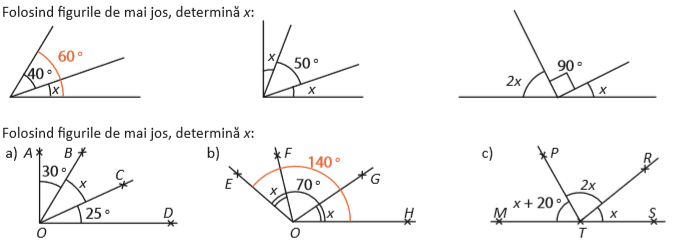 Folosind figurile de mai jos, determină x:
60°
40°
x
x
50°
x
2x
90°
x
Folosind figurile de mai jos, determină x:
a) A B C D O 30° x 25°
b) E F G H O x 70° 140° x
c) M P R S T x + 20° 2x x